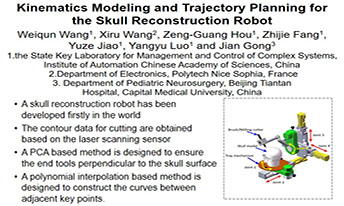 Kinematics Modeling and Trajectory Planning for
the Skull Reconstruction Robot
Weiqun Wang¹, Xiru Wang², Zeng-Guang Hou¹, Zhijie Fang¹,
Yuze Jiao¹, Yangyu Luo¹ and Jian Gong³
1.the State Key Laboratory for Management and Control of Complex Systems,
Institute of Automation Chinese Academy of Sciences, China
2.Department of Electronics, Polytech Nice Sophia, France
3. Department of Pediatric Neurosurgery, Beijing Tiantan
Hospital, Capital Medical University, China
• A skull reconstruction robot has been
developed firstly in the world
• The contour data for cutting are obtained
based on the laser scanning sensor
• A PCA based method is designed to ensure
the end tools perpendicular to the skull surface
• A polynomial interpolation based method is
designed to construct the curves between
adjacent key points.
Skull model
Tray mechanism